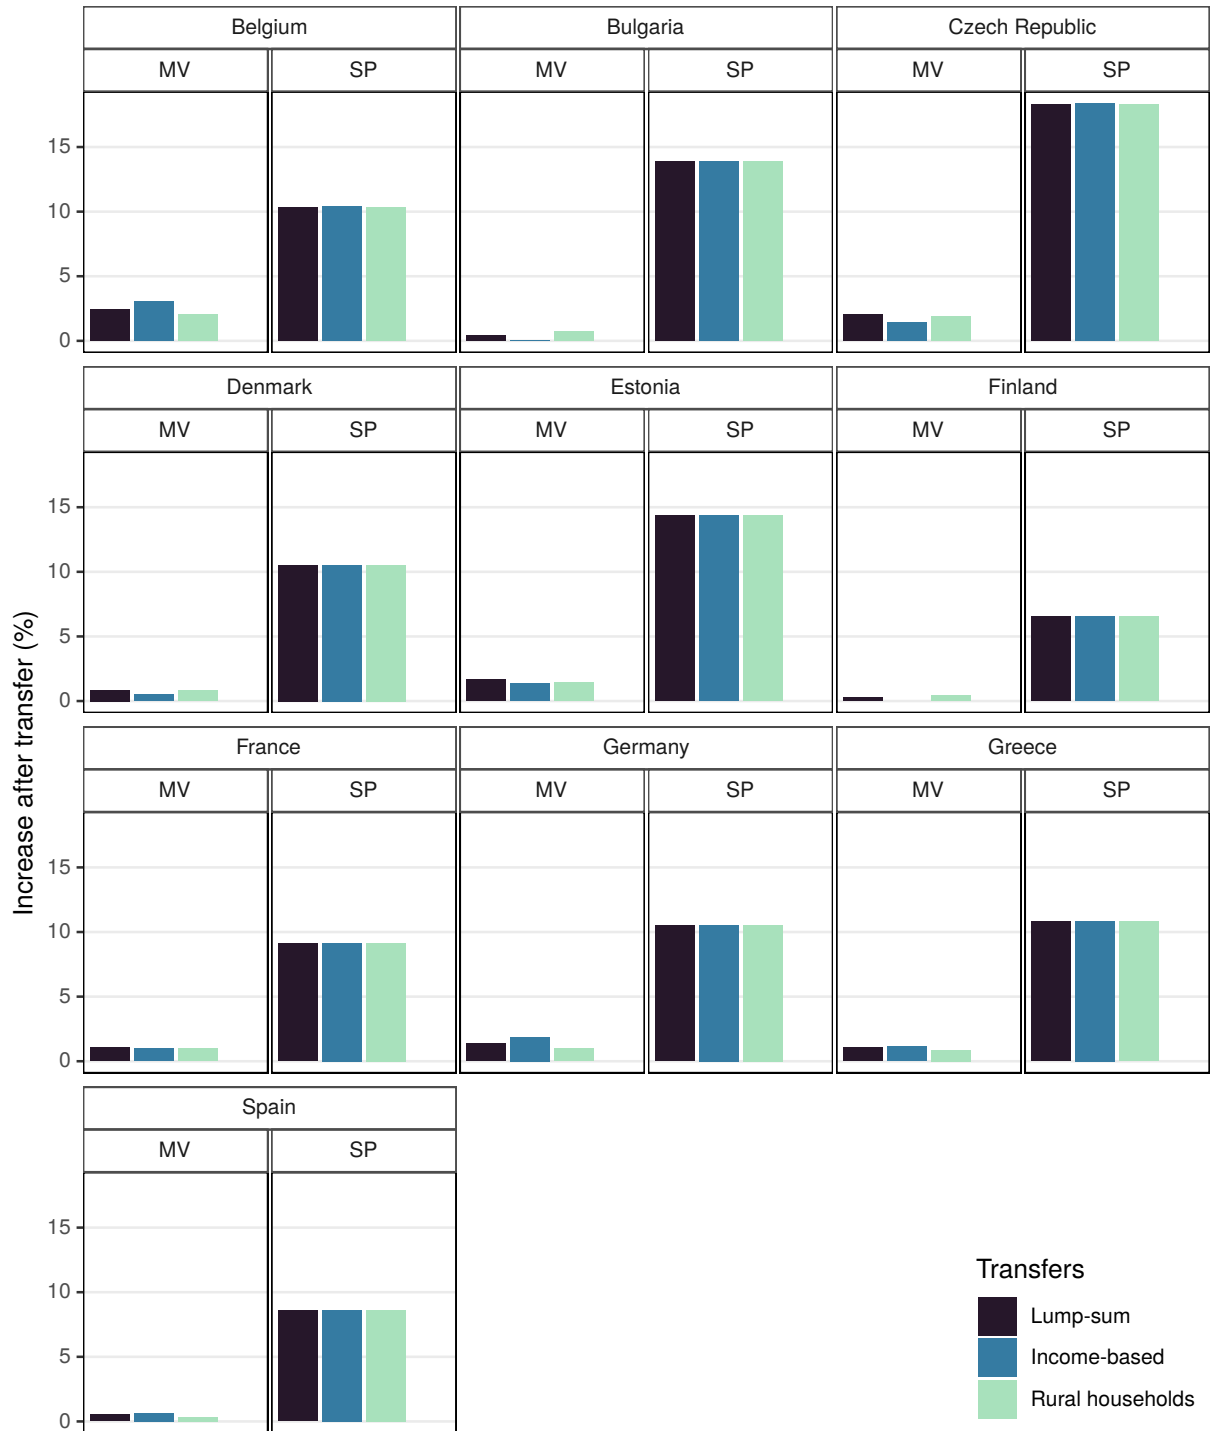 Belgium Bulgaria Czech Republic
MV SP MV SP MV SP
15
10
5
0
Denmark Estonia Finland
MV SP MV SP MV SP
15
10
5
0
Increase after transfer (%)
France Germany Greece
MV SP MV SP MV SP
15
10
5
0
Spain
MV SP
15
10
5
0
Transfers
Lump-sum
Income-based
Rural households